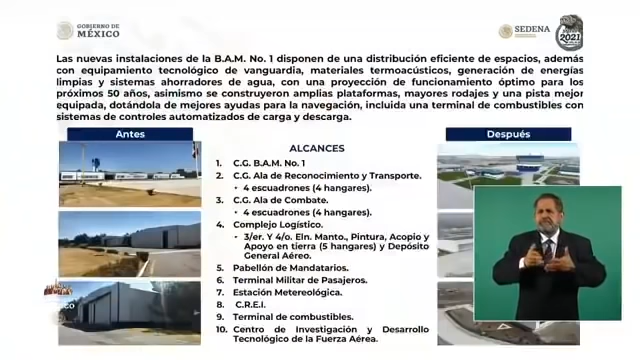 GOBIERNO DE
MÉXICO
SEDENA
2021
Las nuevas instalaciones de la B.A.M. No. 1 disponen de una distribución eficiente de espacios, además
con equipamiento tecnológico de vanguardia, materiales termoacústicos, generación de energías
limpias y sistemas ahorradores de agua, con una proyección de funcionamiento óptimo para los
próximos 50 años, asimismo se construyeron amplias plataformas, mayores rodajes y una pista mejor
equipada, dotándola de mejores ayudas para la navegación, incluida una terminal de combustibles con
sistemas de controles automatizados de carga y descarga.
Antes
Después
ALCANCES
1. C.G. B.A.M. No. 1
2. C.G. Ala de Reconocimiento y Transporte.
• 4 escuadrones (4 hangares).
3. C.G. Ala de Combate.
• 4 escuadrones (4 hangares).
4. Complejo Logístico.
• 3/er. Y 4/o. Eln. Manto., Pintura, Acopio y
Apoyo en tierra (5 hangares) y Depósito
General Aéreo.
5. Pabellón de Mandatarios.
6. Terminal Militar de Pasajeros.
7. Estación Metereológica.
8. C.R.E.I.
9. Terminal de combustibles.
10. Centro de Investigación y Desarrollo
Tecnológico de la Fuerza Aérea.